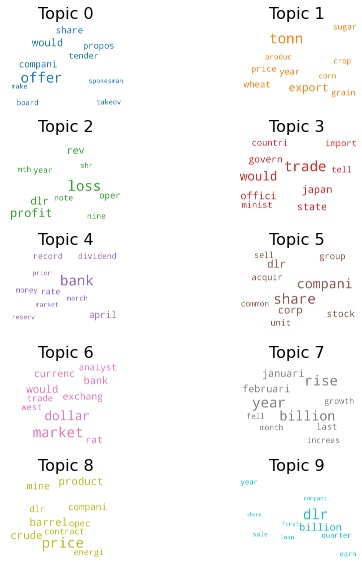 Topic 0
share
would propos
tender
compani
offer spokesman
make
board takeov
Topic 1
sugar
tonn
produc crop
price year
corn
wheat export
grain
Topic 2
rev
mth year shr
loss
dlr note oper
profit nine
Topic 3
countri import
govern trade tell
would
offici japan
minist state
Topic 4
record dividend
prior bank
money rate march
market
reserv april
Topic 5
sell group
dlr
acquir compani
common share
corp stock
unit
Topic 6
currenc analyst
bank
would
trade exchang
west
dollar
market rat
Topic 7
januari rise
februari
year growth
fell billion
month last
increas
Topic 8
mine product
dlr compani
barrel opec
crude contract
price
energi
Topic 9
year
compani
share dlr
first billion
sale loan quarter
earn